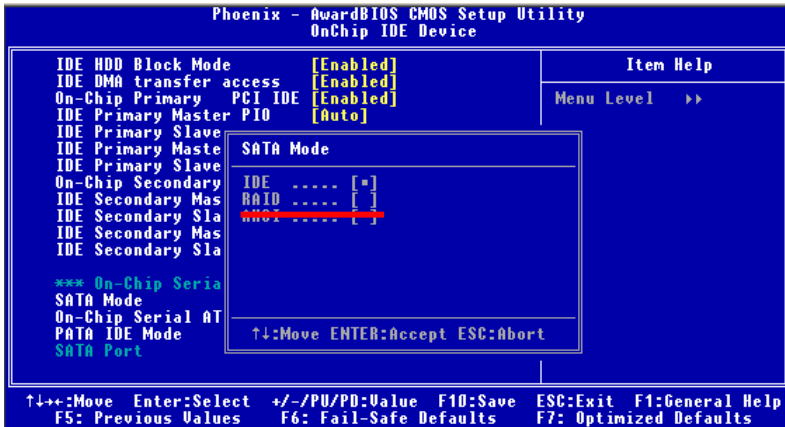 Phoenix - AwardBIOS CMOS Setup Utility
OnChip IDE Device
IDE HDD Block Mode [Enabled]
IDE DMA transfer access [Enabled]
On-Chip Primary PCI IDE [Enabled]
IDE Primary Master PIO [Auto]
IDE Primary Slave
IDE Primary Maste
IDE Primary Slave
On-Chip Secondary
IDE Secondary Mas
IDE Secondary Sla
IDE Secondary Mas
IDE Secondary Sla
*** On-Chip Seria
SATA Mode
On-Chip Serial AT
PATA IDE Mode
SATA Port
SATA Mode
IDE ..... [▪]
RAID ..... [ ]
AHCI ..... [ ]
↑↓:Move ENTER:Accept ESC:Abort
Item Help
Menu Level ▸▸
↑↓→←:Move Enter:Select +/-/PU/PD:Value F10:Save ESC:Exit F1:General Help
F5: Previous Values F6: Fail-Safe Defaults F7: Optimized Defaults